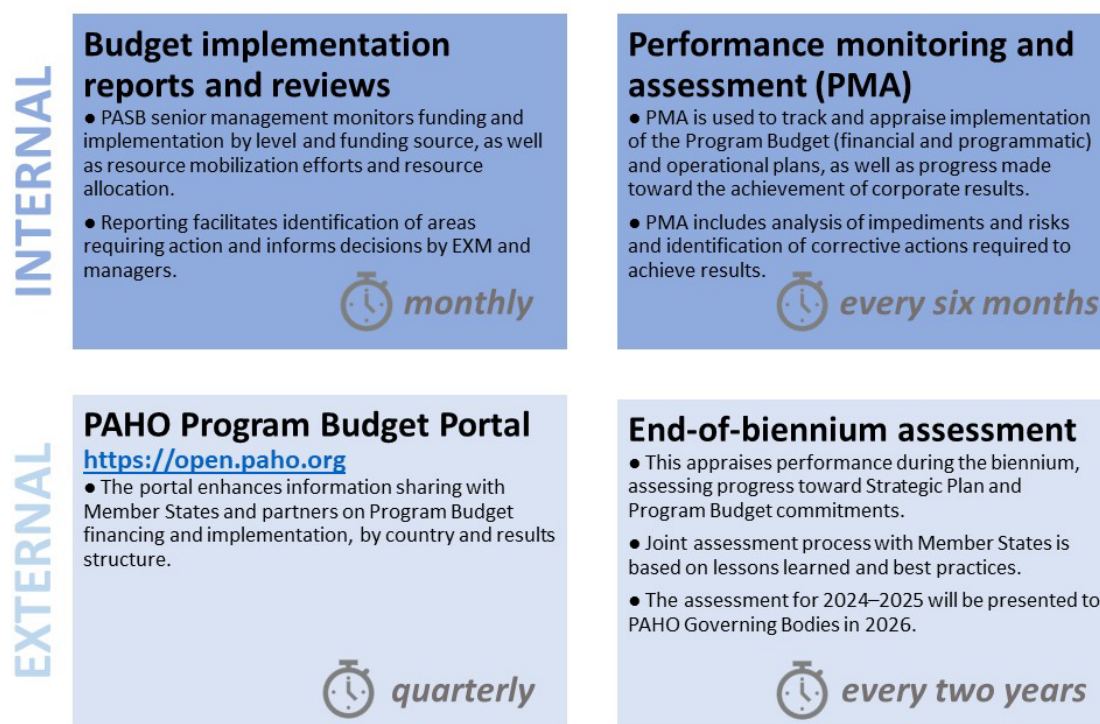 INTERNAL
Budget implementation
reports and reviews
● PASB senior management monitors funding and
implementation by level and funding source, as well
as resource mobilization efforts and resource
allocation.
● Reporting facilitates identification of areas
requiring action and informs decisions by EXM and
managers.
monthly
Performance monitoring and
assessment (PMA)
● PMA is used to track and appraise implementation
of the Program Budget (financial and programmatic)
and operational plans, as well as progress made
toward the achievement of corporate results.
● PMA includes analysis of impediments and risks
and identification of corrective actions required to
achieve results.
every six months
EXTERNAL
PAHO Program Budget Portal
https://open.paho.org
● The portal enhances information sharing with
Member States and partners on Program Budget
financing and implementation, by country and results
structure.
quarterly
End-of-biennium assessment
● This appraises performance during the biennium,
assessing progress toward Strategic Plan and
Program Budget commitments.
● Joint assessment process with Member States is
based on lessons learned and best practices.
● The assessment for 2024–2025 will be presented to
PAHO Governing Bodies in 2026.
every two years